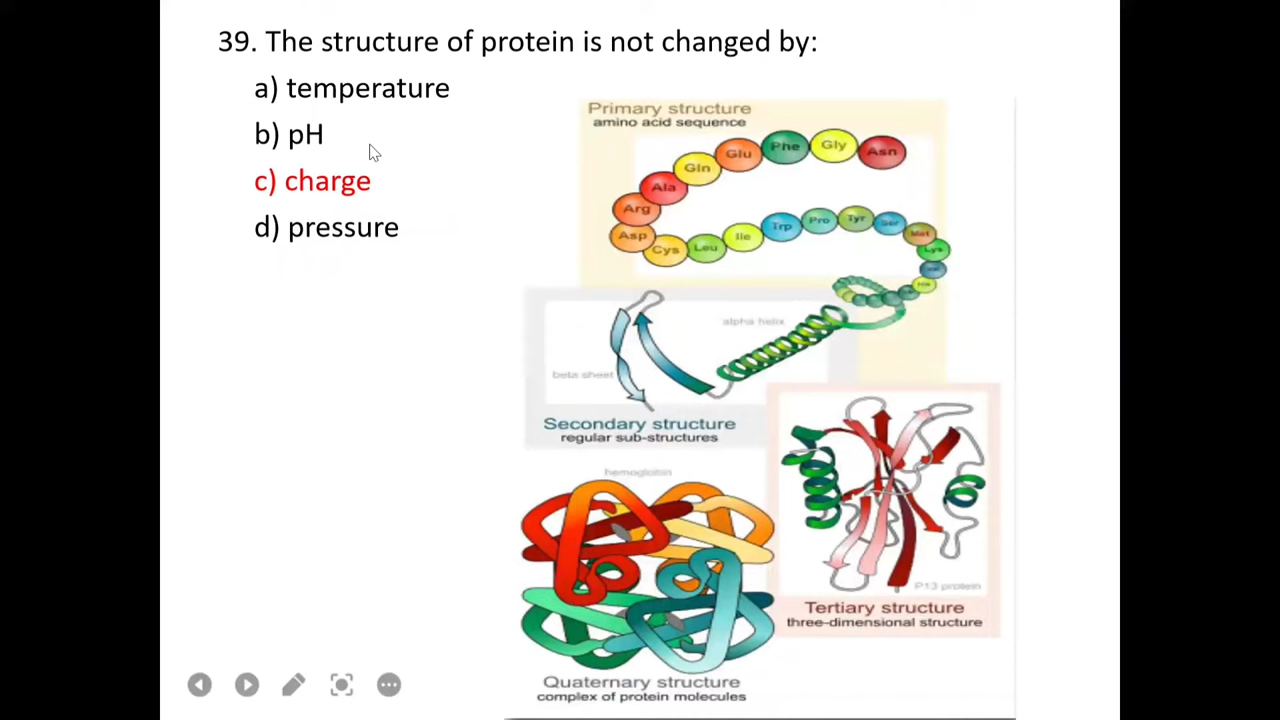 39. The structure of protein is not changed by:
a) temperature
b) pH
c) charge
d) pressure
Primary structure
amino acid sequence
Asn
Gly
Phe
Glu
Gln
Ala
Arg
Asp
Cys
Leu
Ile
Trp
Pro
Tyr
Ser
Met
Lys
alpha helix
beta sheet
Secondary structure
regular sub-structures
hemoglobin
P13 protein
Tertiary structure
three-dimensional structure
Quaternary structure
complex of protein molecules